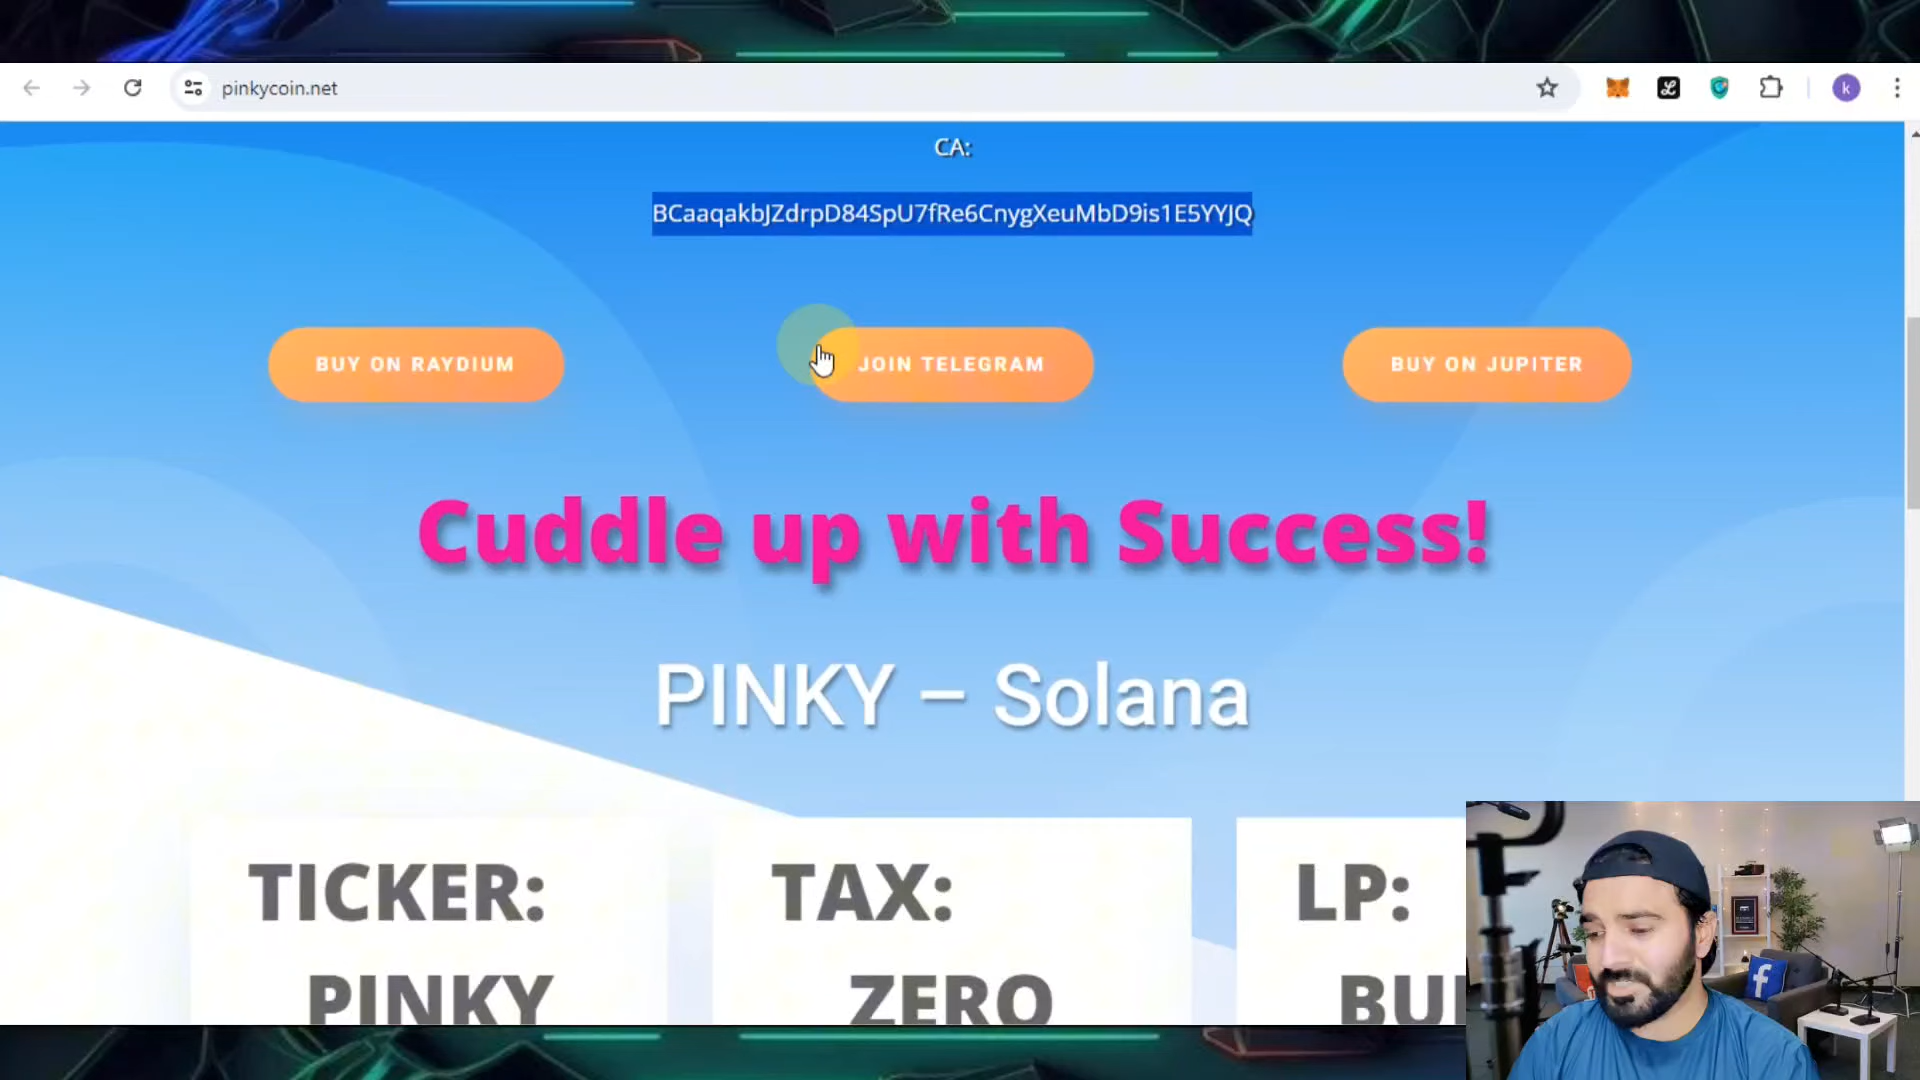 pinkycoin.net
k
CA:
BCaaqakbJZdrpD84SpU7fRe6CnygXeuMbD9is1E5YYJQ
BUY ON RAYDIUM
JOIN TELEGRAM
BUY ON JUPITER
Cuddle up with Success!
PINKY – Solana
TICKER:
PINKY
TAX:
ZERO
LP:
BU